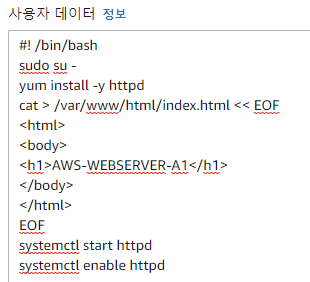 사용자 데이터 정보
#! /bin/bash
sudo su -
yum install -y httpd
cat > /var/www/html/index.html << EOF
<html>
<body>
<h1>AWS-WEBSERVER-A1</h1>
</body>
</html>
EOF
systemctl start httpd
systemctl enable httpd